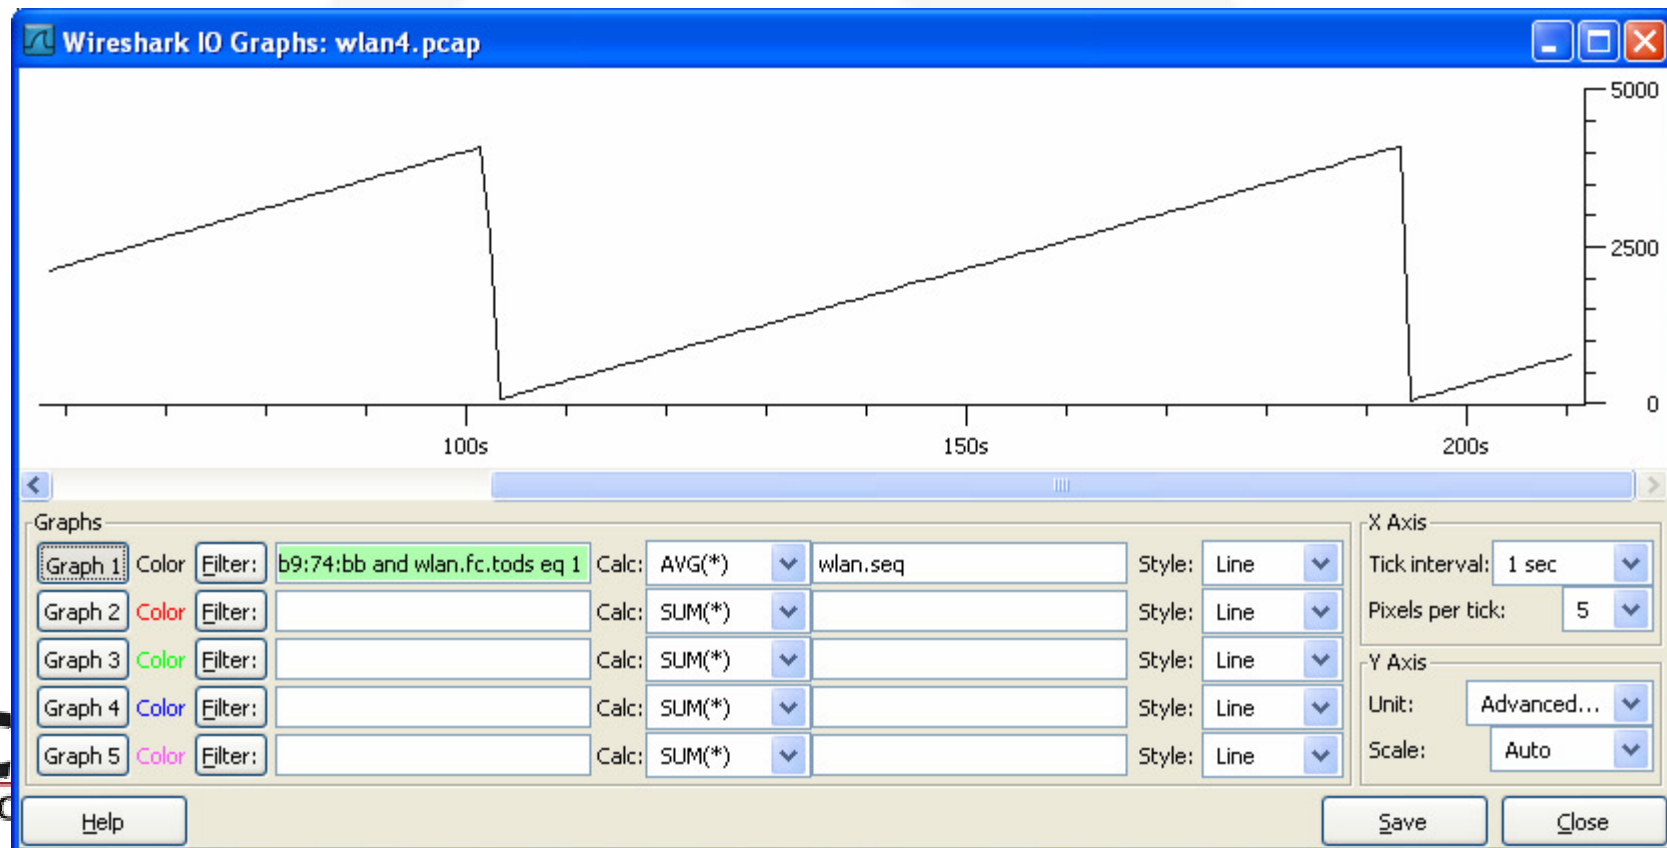 Wireshark IO Graphs: wlan4.pcap
5000
2500
0
100s 150s 200s
Graphs
Graph 1 Color Filter: b9:74:bb and wlan.fc.tods eq 1 Calc: AVG(*) wlan.seq Style: Line
Graph 2 Color Filter: Calc: SUM(*) Style: Line
Graph 3 Color Filter: Calc: SUM(*) Style: Line
Graph 4 Color Filter: Calc: SUM(*) Style: Line
Graph 5 Color Filter: Calc: SUM(*) Style: Line
X Axis
Tick interval: 1 sec
Pixels per tick: 5
Y Axis
Unit: Advanced...
Scale: Auto
Help Save Close